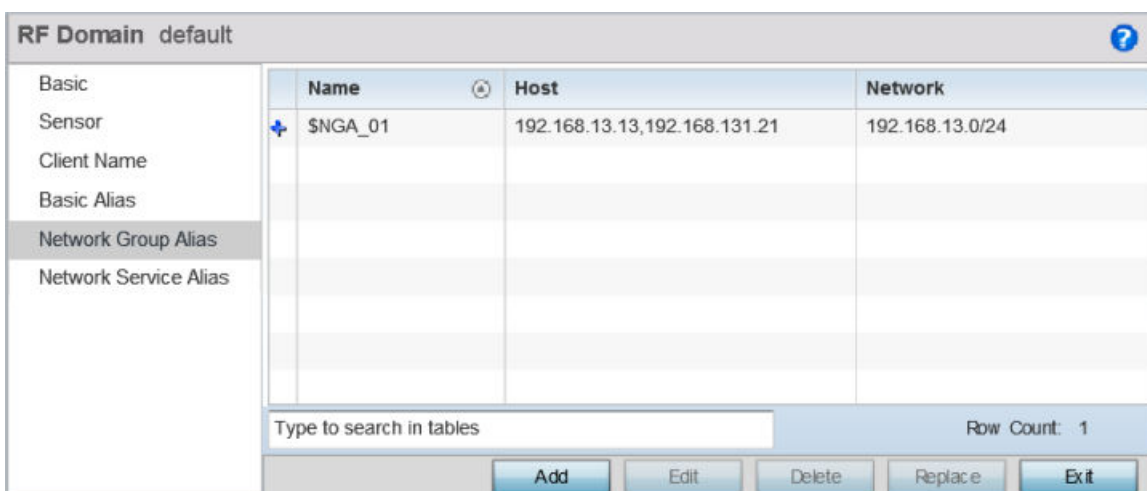 RF Domain default
?
Basic
Sensor
Client Name
Basic Alias
Network Group Alias
Network Service Alias
Name Host Network
$NGA_01 192.168.13.13,192.168.131.21 192.168.13.0/24
Type to search in tables Row Count: 1
Add Edit Delete Replace Exit